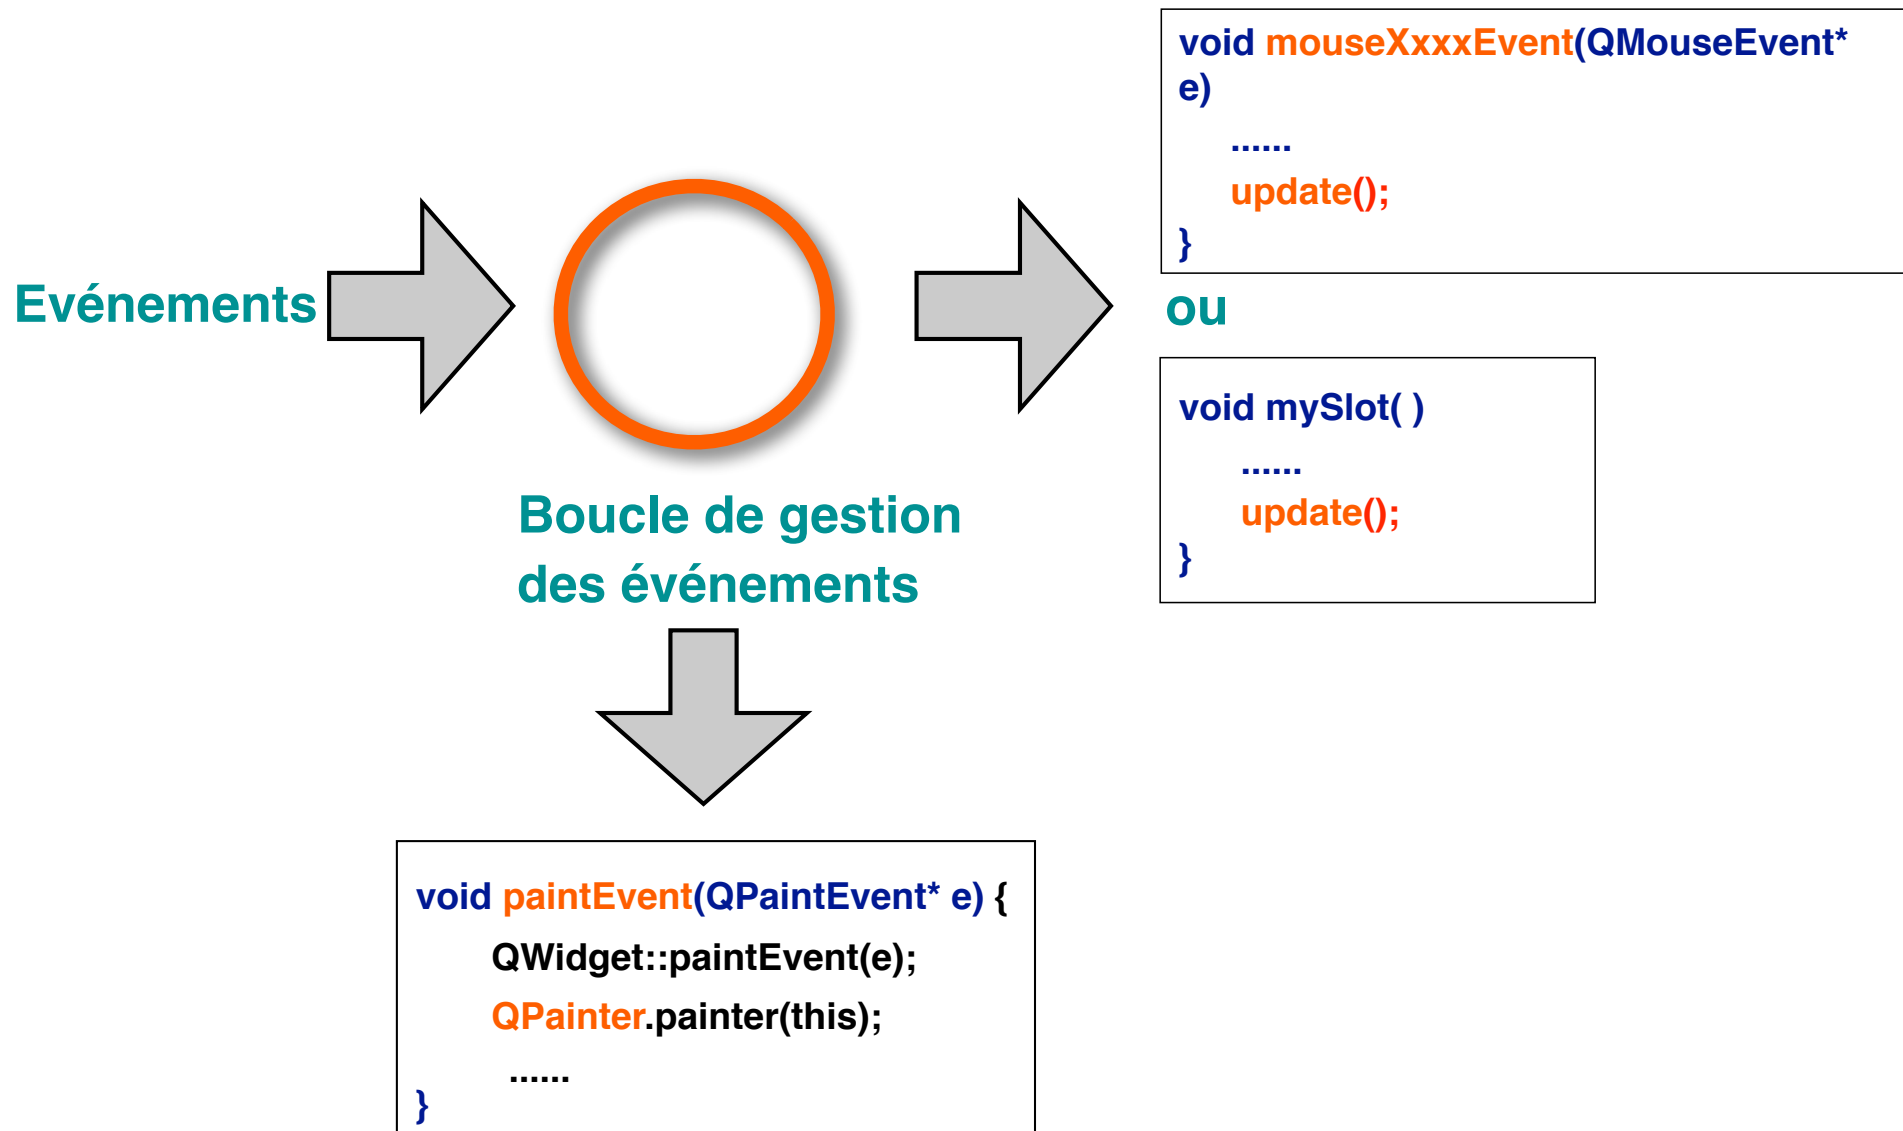 void mouseXxxxEvent(QMouseEvent*
e)
......
update();
}
Evénements
ou
void mySlot( )
......
update();
}
Boucle de gestion
des événements
void paintEvent(QPaintEvent* e) {
QWidget::paintEvent(e);
QPainter.painter(this);
......
}